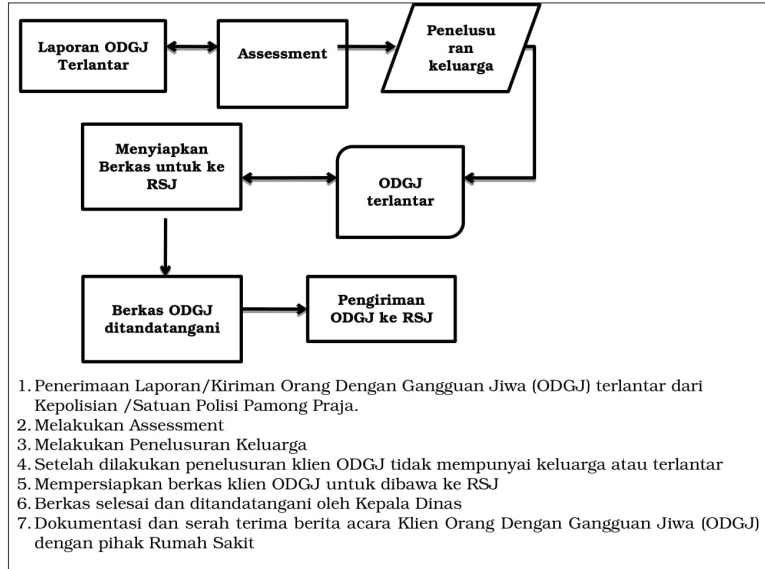 Laporan ODGJ
Terlantar
Assessment
Penelusu
ran
keluarga
Menyiapkan
Berkas untuk ke
RSJ
ODGJ
terlantar
Berkas ODGJ
ditandatangani
Pengiriman
ODGJ ke RSJ
1. Penerimaan Laporan/Kiriman Orang Dengan Gangguan Jiwa (ODGJ) terlantar dari
Kepolisian /Satuan Polisi Pamong Praja.
2. Melakukan Assessment
3. Melakukan Penelusuran Keluarga
4. Setelah dilakukan penelusuran klien ODGJ tidak mempunyai keluarga atau terlantar
5. Mempersiapkan berkas klien ODGJ untuk dibawa ke RSJ
6. Berkas selesai dan ditandatangani oleh Kepala Dinas
7. Dokumentasi dan serah terima berita acara Klien Orang Dengan Gangguan Jiwa (ODGJ)
dengan pihak Rumah Sakit